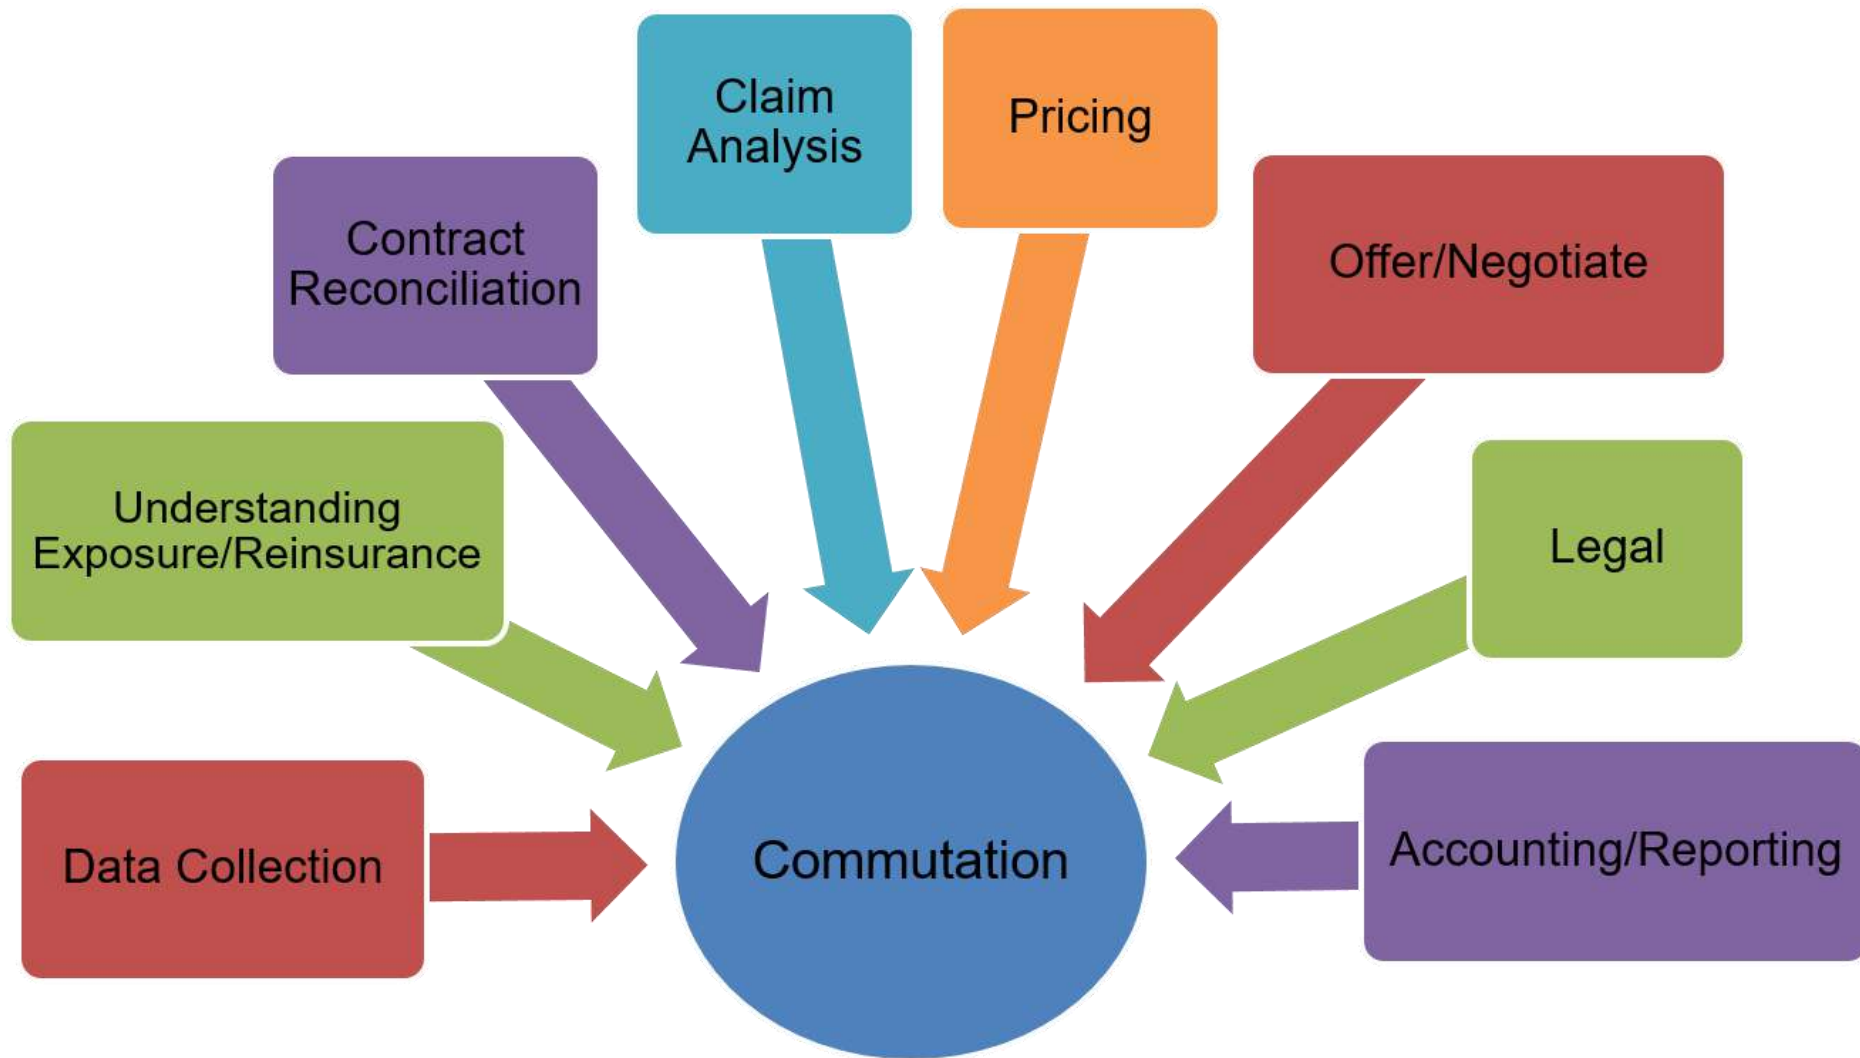 Claim
Analysis
Pricing
Contract
Reconciliation
Offer/Negotiate
Understanding
Exposure/Reinsurance
Legal
Data Collection
Commutation
Accounting/Reporting